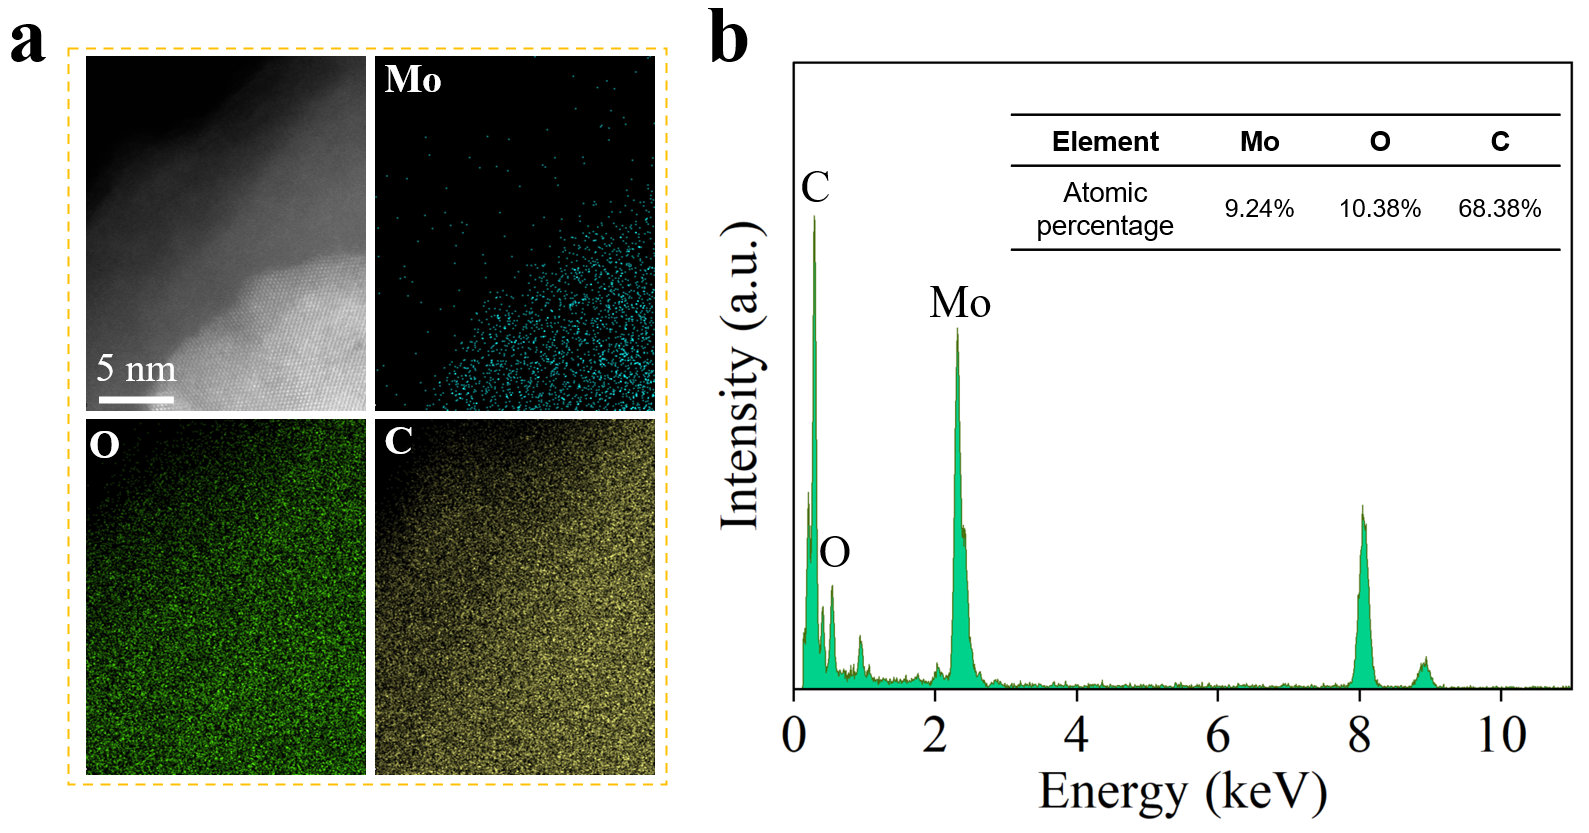 a
Mo
5 nm
O
C
b
Element Mo O C
Atomic
percentage
9.24% 10.38% 68.38%
C
Mo
O
Intensity (a.u.)
0 2 4 6 8 10
Energy (keV)